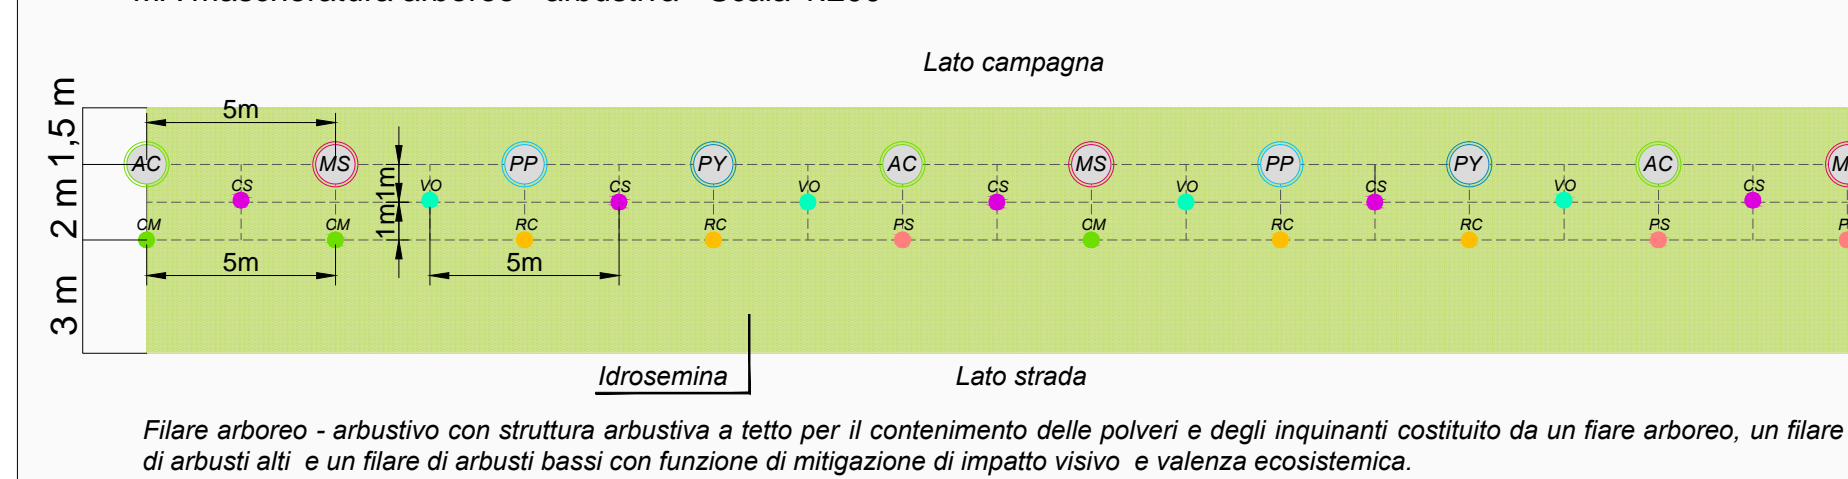 Lato campagna
5m
1,5 m
AC MS PP PY AC MS PP PY AC
1m
CS VO CS VO CS VO CS VO CS
2 m
1m
CM CM RC RC PS CM RC RC PS
5m 5m
3 m
Idrosemina
Lato strada
Filare arboreo - arbustivo con struttura arbustiva a tetto per il contenimento delle polveri e degli inquinanti costituito da un fiare arboreo, un filare
di arbusti alti e un filare di arbusti bassi con funzione di mitigazione di impatto visivo e valenza ecosistemica.